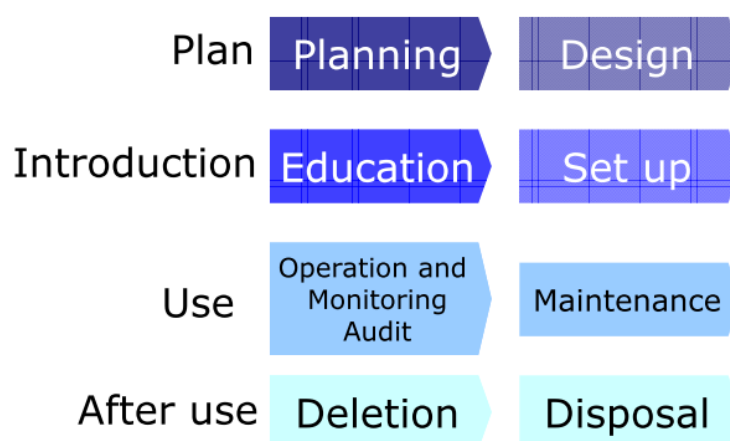 Plan Planning Design
Introduction Education Set up
Use Operation and Monitoring Audit Maintenance
After use Deletion Disposal